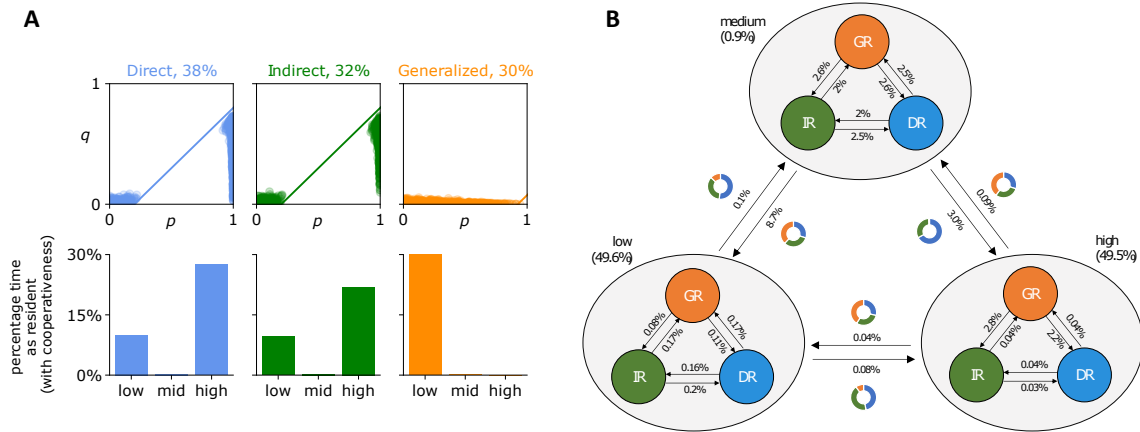 A
Direct, 38%
Indirect, 32%
Generalized, 30%
1
q
0
0 p 1
0 p 1
0 p 1
percentage time
as resident
(with cooperativeness)
30%
15%
0%
low mid high
low mid high
low mid high
B
medium
(0.9%)
GR
2.6%
2%
2.6%
2.5%
IR
2%
2.5%
DR
0.1%
8.7%
3.0%
0.09%
low
(49.6%)
GR
0.08%
0.17%
0.11%
0.17%
IR
0.16%
0.2%
DR
0.04%
0.08%
high
(49.5%)
GR
2.8%
0.04%
2.2%
0.04%
IR
0.04%
0.03%
DR